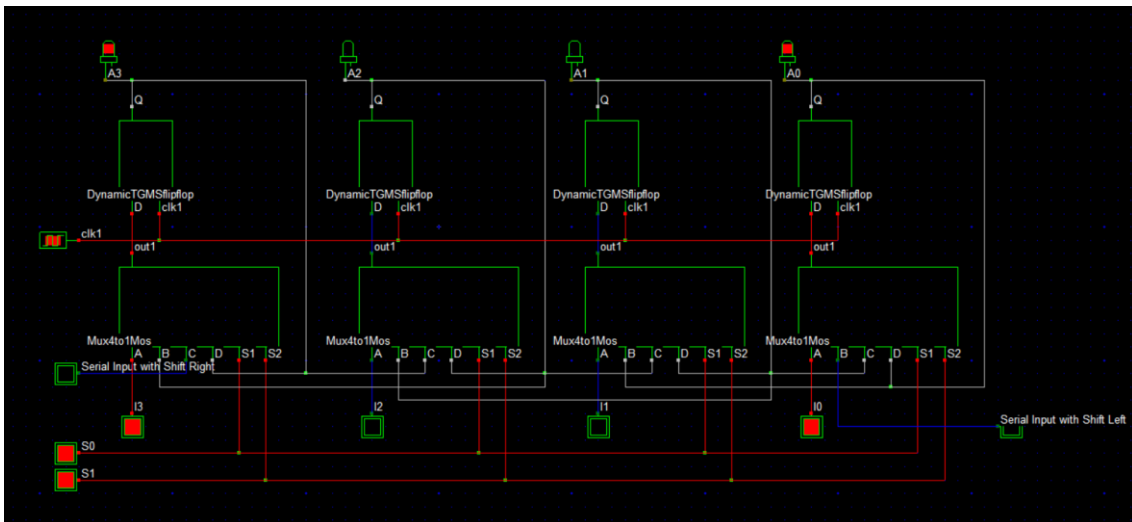 A3 A2 A1 A0
Q Q Q Q
DynamicTGMSflipflop DynamicTGMSflipflop DynamicTGMSflipflop DynamicTGMSflipflop
D clk1 D clk1 D clk1 D clk1
clk1
out1 out1 out1 out1
Mux4to1Mos Mux4to1Mos Mux4to1Mos Mux4to1Mos
A B C D S1 S2 A B C D S1 S2 A B C D S1 S2 A B C D S1 S2
Serial Input with Shift Right
I3 I2 I1 I0
Serial Input with Shift Left
S0
S1